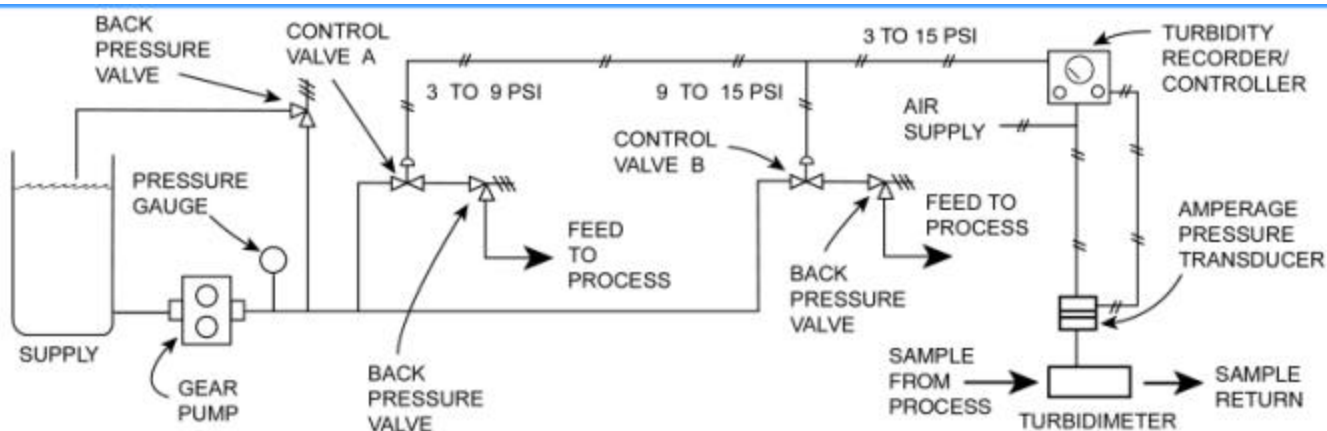 BACK
PRESSURE
VALVE
CONTROL
VALVE A
3 TO 9 PSI
9 TO 15 PSI
3 TO 15 PSI
TURBIDITY
RECORDER/
CONTROLLER
AIR
SUPPLY
PRESSURE
GAUGE
CONTROL
VALVE B
FEED
TO
PROCESS
FEED TO
PROCESS
AMPERAGE
PRESSURE
TRANSDUCER
BACK
PRESSURE
VALVE
SUPPLY
GEAR
PUMP
BACK
PRESSURE
VALVE
SAMPLE
FROM
PROCESS
SAMPLE
RETURN
TURBIDIMETER